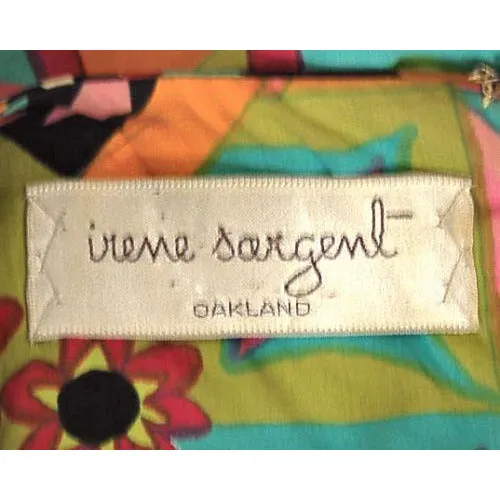 irene sargent
OAKLAND